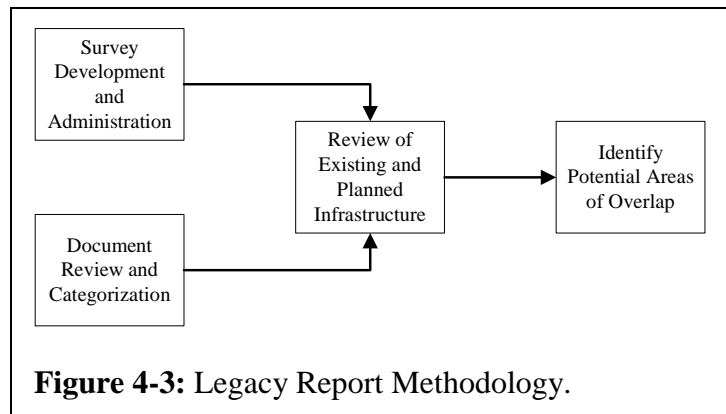 Survey
Development
and
Administration
Document
Review and
Categorization
Review of
Existing and
Planned
Infrastructure
Identify
Potential Areas
of Overlap
Figure 4-3: Legacy Report Methodology.